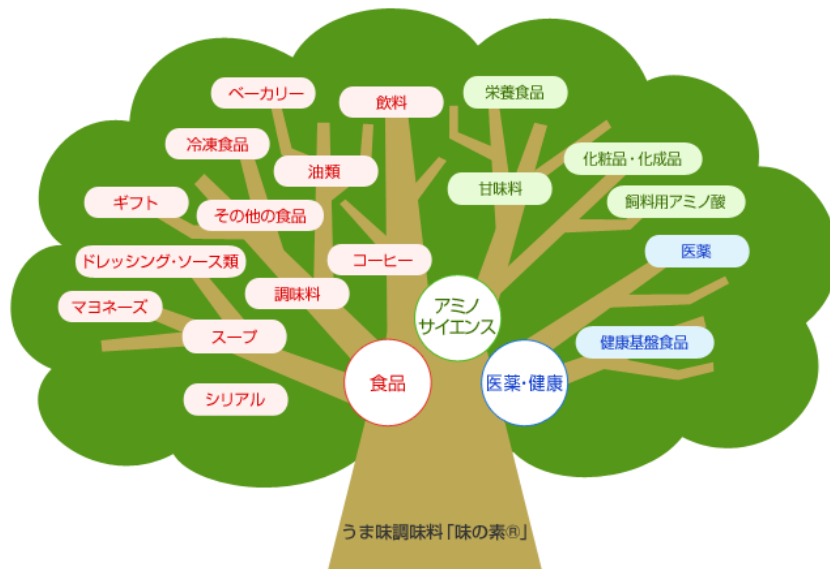 ベーカリー
飲料
栄養食品
冷凍食品
油類
化粧品・化成品
甘味料
飼料用アミノ酸
ギフト
その他の食品
医薬
ドレッシング・ソース類
コーヒー
調味料
マヨネーズ
アミノ
サイエンス
スープ
健康基盤食品
食品
医薬・健康
シリアル
うま味調味料「味の素®」